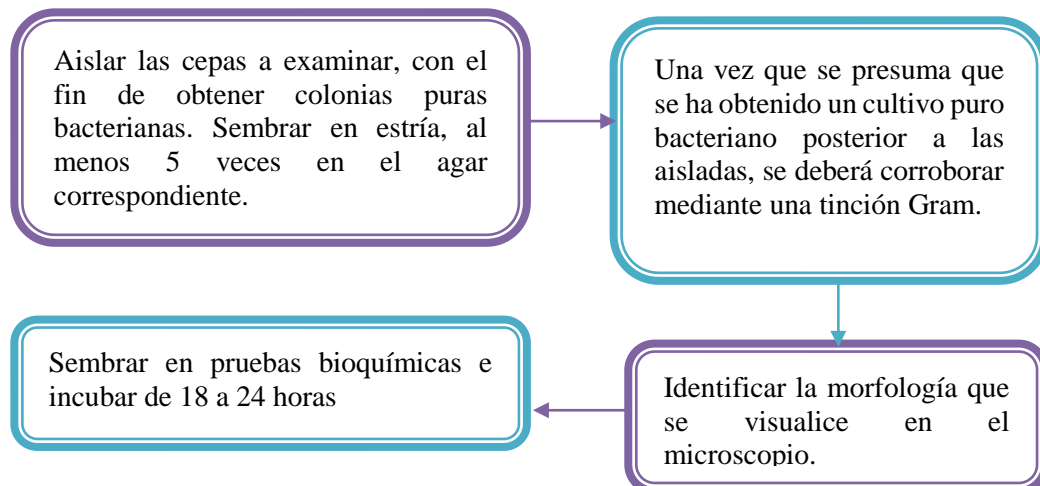 Aislar las cepas a examinar, con el
fin de obtener colonias puras
bacterianas. Sembrar en estría, al
menos 5 veces en el agar
correspondiente.
Una vez que se presuma que
se ha obtenido un cultivo puro
bacteriano posterior a las
aisladas, se deberá corroborar
mediante una tinción Gram.
Identificar la morfología que
se visualice en el
microscopio.
Sembrar en pruebas bioquímicas e
incubar de 18 a 24 horas